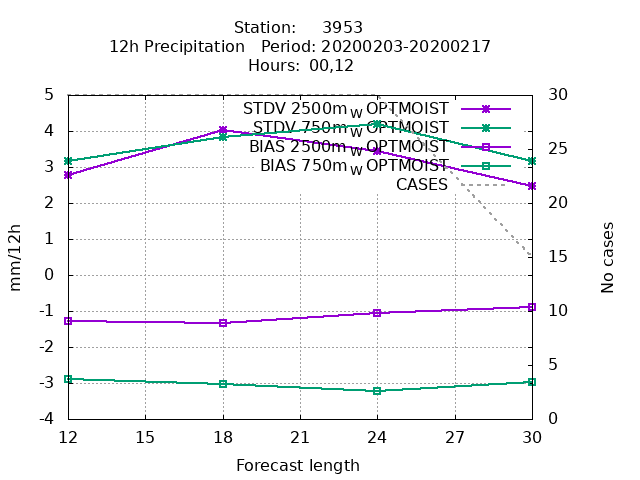 Station: 3953
12h Precipitation Period: 20200203-20200217
Hours: 00,12
5
4
3
2
1
0
-1
-2
-3
-4
mm/12h
30
25
20
15
10
5
0
No cases
STDV 2500m_W OPTMOIST
STDV 750m_W OPTMOIST
BIAS 2500m_W OPTMOIST
BIAS 750m_W OPTMOIST
CASES
12 15 18 21 24 27 30
Forecast length